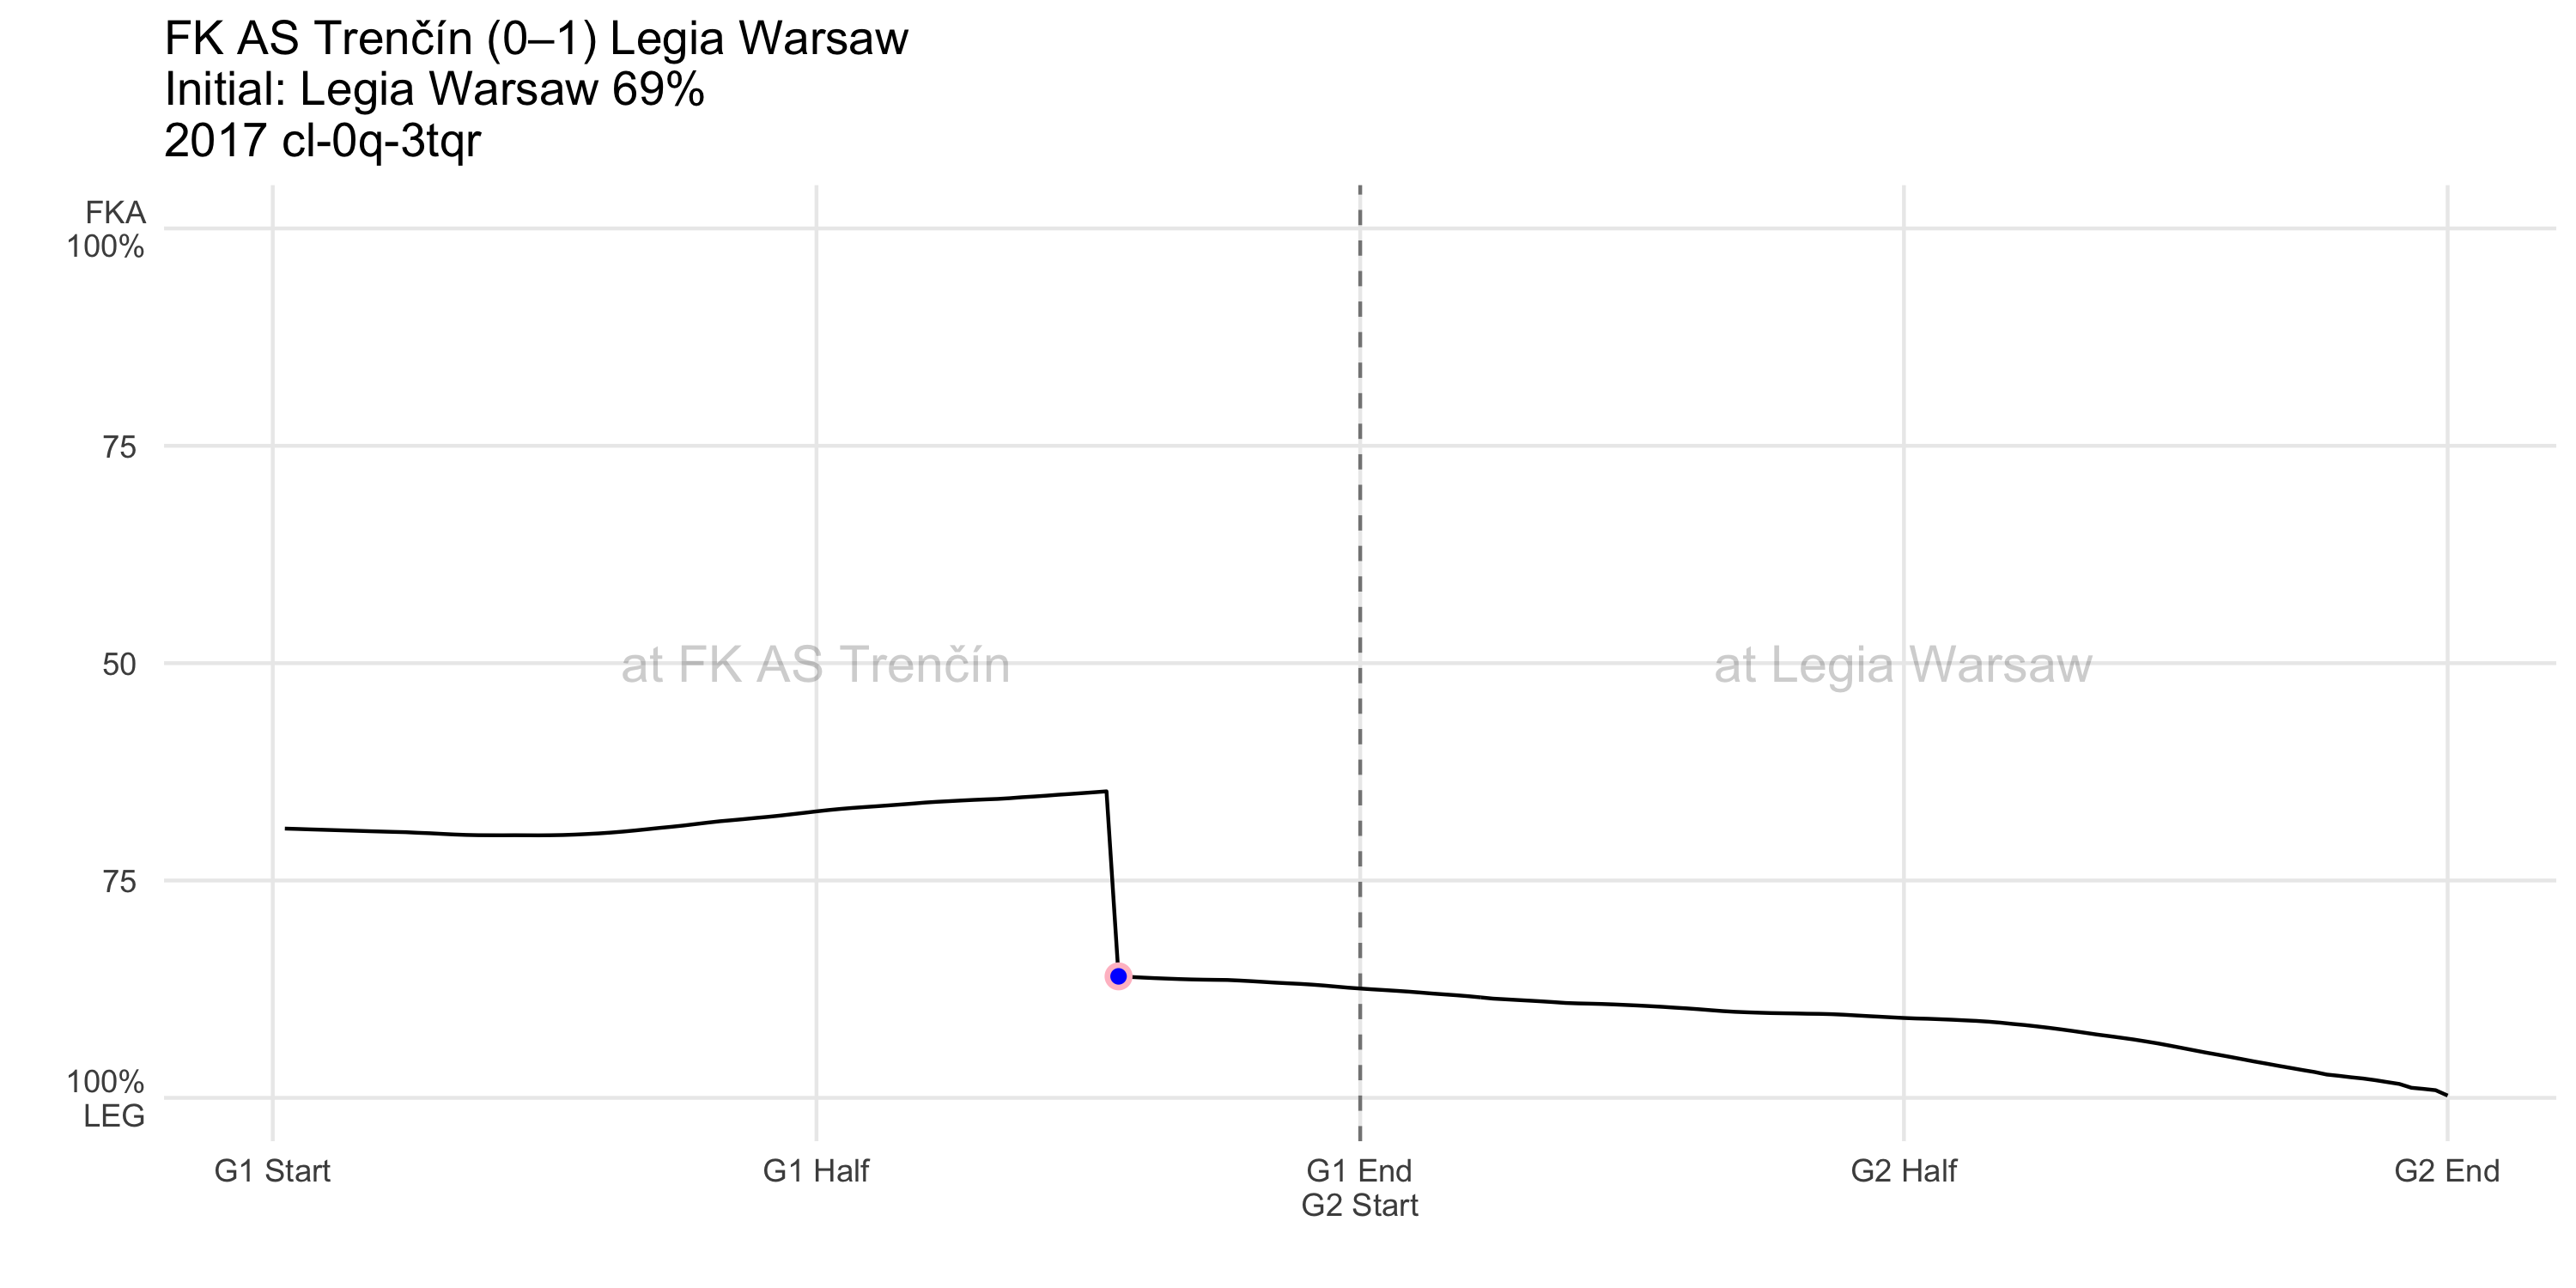 FK AS Trenčín (0–1) Legia Warsaw
Initial: Legia Warsaw 69%
2017 cl-0q-3tqr
FKA
100%
75
50
75
100%
LEG
at FK AS Trenčín
at Legia Warsaw
G1 Start
G1 Half
G1 End
G2 Start
G2 Half
G2 End